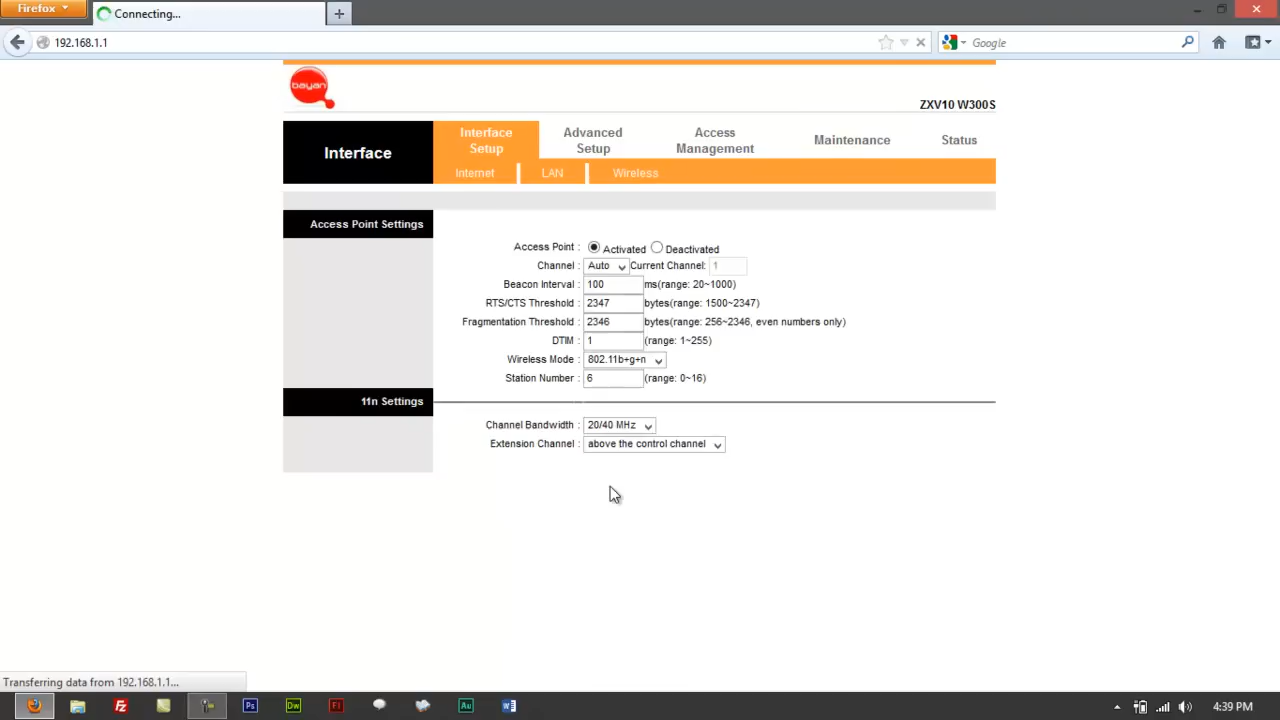 Firefox
Connecting...
192.168.1.1
Google
bayan
ZXV10 W300S
Interface
Interface Setup
Advanced Setup
Access Management
Maintenance
Status
Internet
LAN
Wireless
Access Point Settings
Access Point : Activated Deactivated
Channel : Auto Current Channel: 1
Beacon Interval : 100 ms(range: 20~1000)
RTS/CTS Threshold : 2347 bytes(range: 1500~2347)
Fragmentation Threshold : 2346 bytes(range: 256~2346, even numbers only)
DTIM : 1 (range: 1~255)
Wireless Mode : 802.11b+g+n
Station Number : 6 (range: 0~16)
11n Settings
Channel Bandwidth : 20/40 MHz
Extension Channel : above the control channel
Transferring data from 192.168.1.1...
Fz
Ps
Dw
Fl
Au
W
4:39 PM